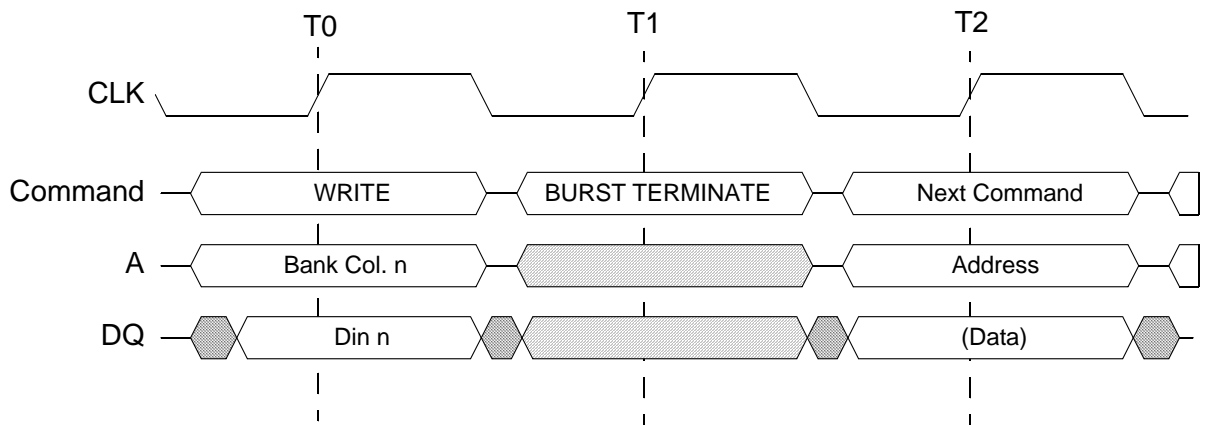 T0 T1 T2
CLK
Command WRITE BURST TERMINATE Next Command
A Bank Col. n Address
DQ Din n (Data)